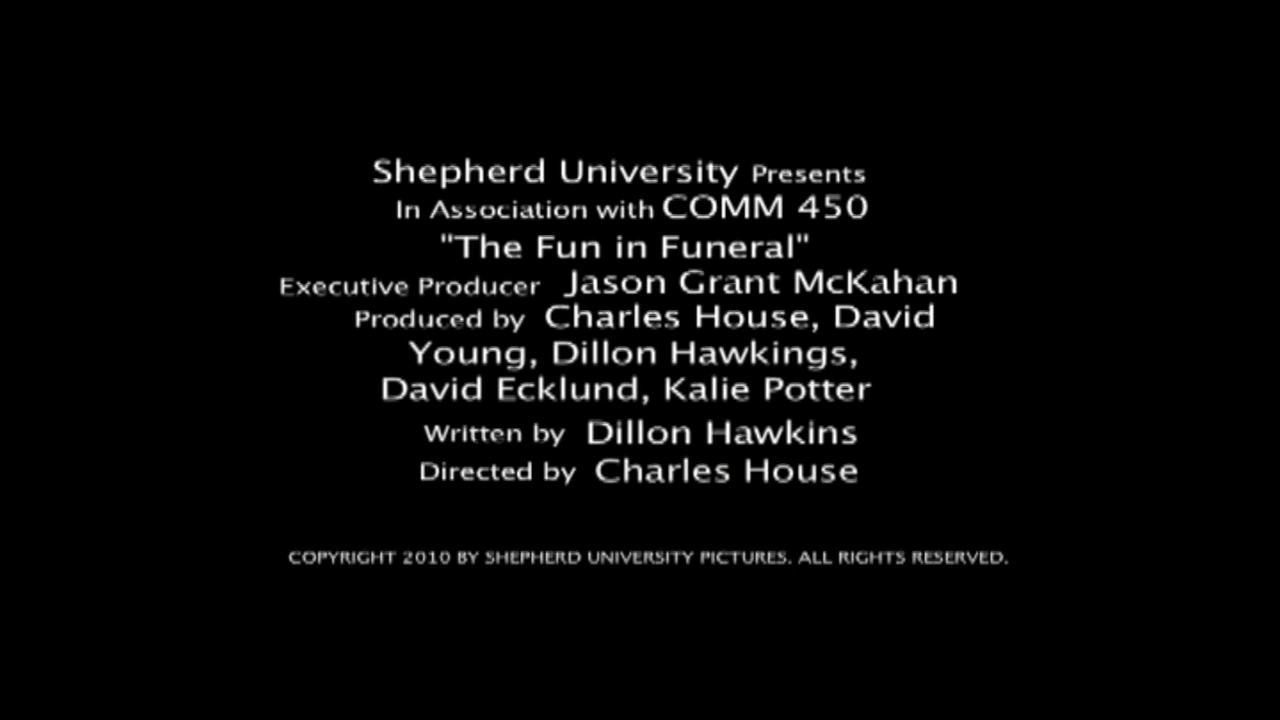 Shepherd University Presents
In Association with COMM 450
"The Fun in Funeral"
Executive Producer Jason Grant McKahan
Produced by Charles House, David
Young, Dillon Hawkings,
David Ecklund, Kalie Potter
Written by Dillon Hawkins
Directed by Charles House
COPYRIGHT 2010 BY SHEPHERD UNIVERSITY PICTURES. ALL RIGHTS RESERVED.